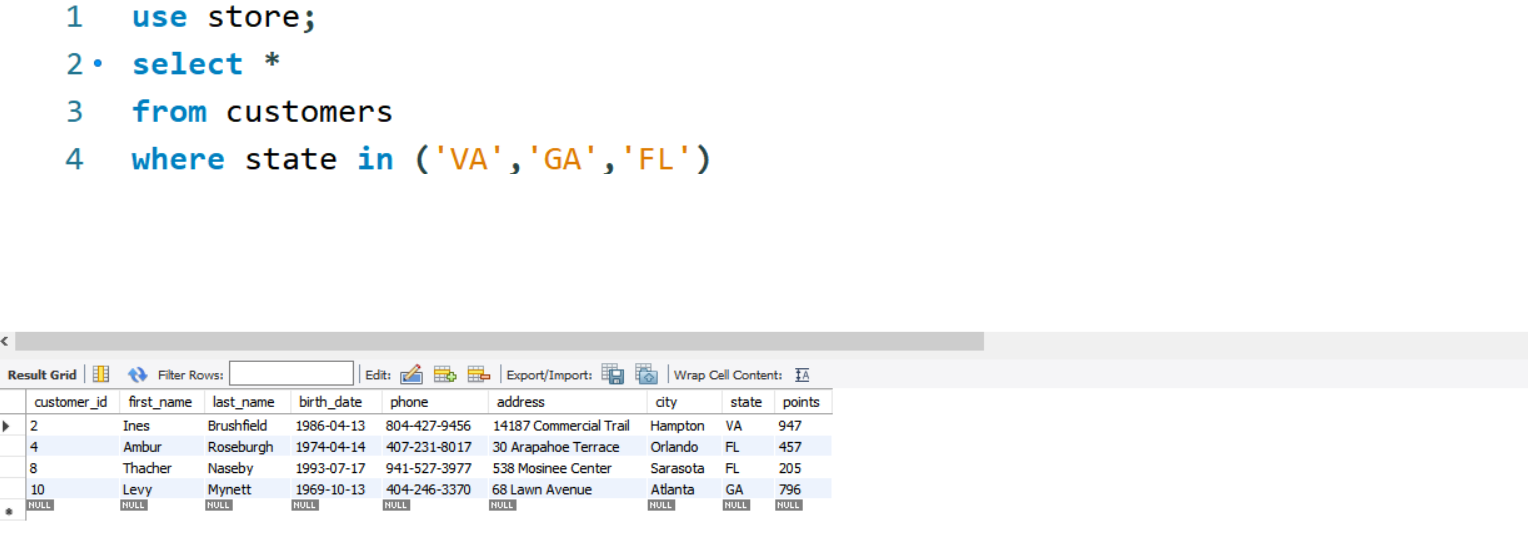 1 use store;
2 select *
3 from customers
4 where state in ('VA','GA','FL')
Result Grid Filter Rows: Edit: Export/Import: Wrap Cell Content: IA
customer_id first_name last_name birth_date phone address city state points
2 Ines Brushfield 1986-04-13 804-427-9456 14187 Commercial Trail Hampton VA 947
4 Ambur Roseburgh 1974-04-14 407-231-8017 30 Arapahoe Terrace Orlando FL 457
8 Thacher Naseby 1993-07-17 941-527-3977 538 Mosinee Center Sarasota FL 205
10 Levy Mynett 1969-10-13 404-246-3370 68 Lawn Avenue Atlanta GA 796
NULL NULL NULL NULL NULL NULL NULL NULL NULL